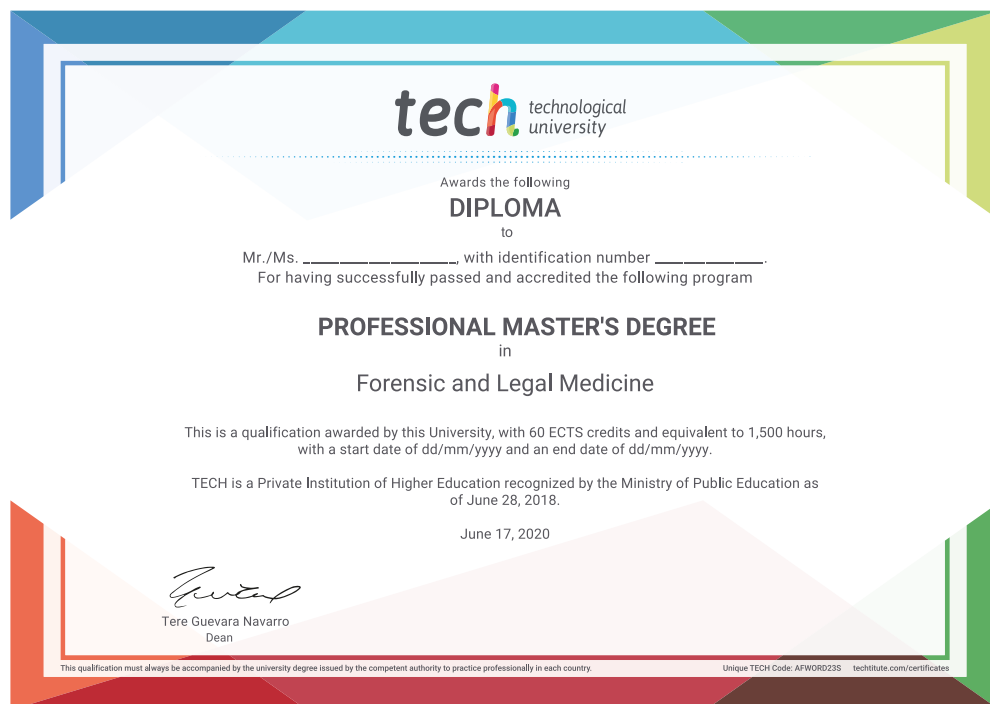 tech technological
university
Awards the following
DIPLOMA
to
Mr./Ms. _________________, with identification number ____________.
For having successfully passed and accredited the following program
PROFESSIONAL MASTER'S DEGREE
in
Forensic and Legal Medicine
This is a qualification awarded by this University, with 60 ECTS credits and equivalent to 1,500 hours,
with a start date of dd/mm/yyyy and an end date of dd/mm/yyyy.
TECH is a Private Institution of Higher Education recognized by the Ministry of Public Education as
of June 28, 2018.
June 17, 2020
Tere Guevara Navarro
Dean
This qualification must always be accompanied by the university degree issued by the competent authority to practice professionally in each country.
Unique TECH Code: AFWORD23S techtitute.com/certificates